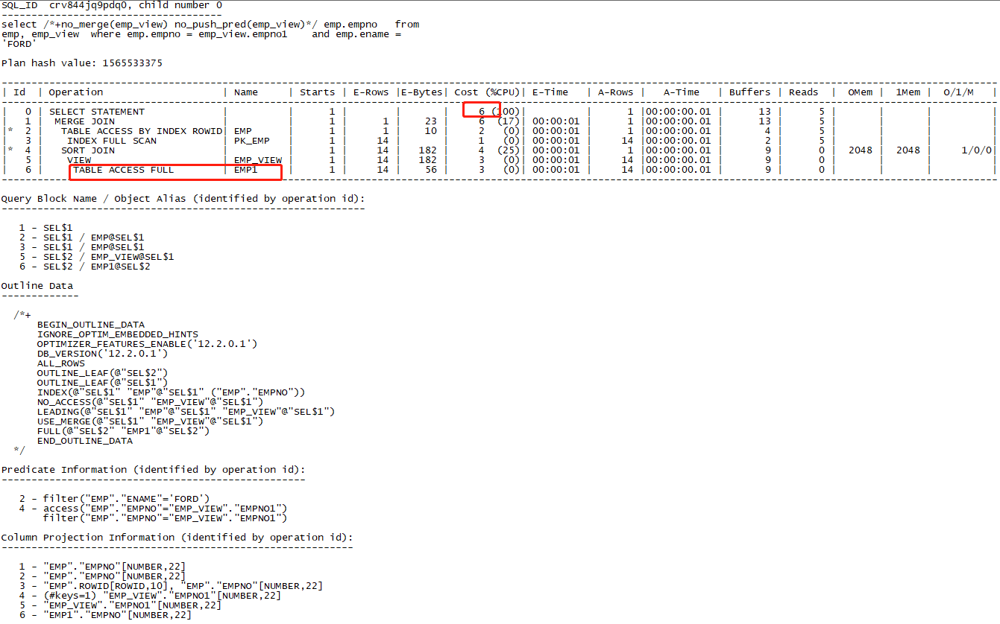 SQL_ID  crv844jq9pdq0, child number 0
-------------------------------------
select /*+no_merge(emp_view) no_push_pred(emp_view)*/ emp.empno   from
emp, emp_view  where emp.empno = emp_view.empno1    and emp.ename =
'FORD'
Plan hash value: 1565533375
| Id  | Operation                    | Name     | Starts | E-Rows |E-Bytes| Cost (%CPU)| E-Time   | A-Rows |   A-Time   | Buffers | Reads  |  OMem |  1Mem |  O/1/M   |
|   0 | SELECT STATEMENT             |          |      1 |        |       |     6 (100)|          |      1 |00:00:00.01 |      13 |      5 |       |       |          |
|   1 |  MERGE JOIN                  |          |      1 |      1 |    23 |     6  (17)| 00:00:01 |      1 |00:00:00.01 |      13 |      5 |       |       |          |
|*  2 |   TABLE ACCESS BY INDEX ROWID| EMP      |      1 |      1 |    10 |     2   (0)| 00:00:01 |      1 |00:00:00.01 |       4 |      5 |       |       |          |
|   3 |    INDEX FULL SCAN           | PK_EMP   |      1 |     14 |       |     1   (0)| 00:00:01 |     14 |00:00:00.01 |       2 |      5 |       |       |          |
|*  4 |   SORT JOIN                  |          |      1 |     14 |   182 |     4  (25)| 00:00:01 |      1 |00:00:00.01 |       9 |      0 |  2048 |  2048 |     1/0/0|
|   5 |    VIEW                      | EMP_VIEW |      1 |     14 |   182 |     3   (0)| 00:00:01 |     14 |00:00:00.01 |       9 |      0 |       |       |          |
|   6 |     TABLE ACCESS FULL        | EMP1     |      1 |     14 |    56 |     3   (0)| 00:00:01 |     14 |00:00:00.01 |       9 |      0 |       |       |          |
Query Block Name / Object Alias (identified by operation id):
-------------------------------------------------------------
   1 - SEL$1
   2 - SEL$1 / EMP@SEL$1
   3 - SEL$1 / EMP@SEL$1
   5 - SEL$2 / EMP_VIEW@SEL$1
   6 - SEL$2 / EMP1@SEL$2
Outline Data
-------------
  /*+
      BEGIN_OUTLINE_DATA
      IGNORE_OPTIM_EMBEDDED_HINTS
      OPTIMIZER_FEATURES_ENABLE('12.2.0.1')
      DB_VERSION('12.2.0.1')
      ALL_ROWS
      OUTLINE_LEAF(@"SEL$2")
      OUTLINE_LEAF(@"SEL$1")
      INDEX(@"SEL$1" "EMP"@"SEL$1" ("EMP"."EMPNO"))
      NO_ACCESS(@"SEL$1" "EMP_VIEW"@"SEL$1")
      LEADING(@"SEL$1" "EMP"@"SEL$1" "EMP_VIEW"@"SEL$1")
      USE_MERGE(@"SEL$1" "EMP_VIEW"@"SEL$1")
      FULL(@"SEL$2" "EMP1"@"SEL$2")
      END_OUTLINE_DATA
  */
Predicate Information (identified by operation id):
---------------------------------------------------
   2 - filter("EMP"."ENAME"='FORD')
   4 - access("EMP"."EMPNO"="EMP_VIEW"."EMPNO1")
       filter("EMP"."EMPNO"="EMP_VIEW"."EMPNO1")
Column Projection Information (identified by operation id):
-----------------------------------------------------------
   1 - "EMP"."EMPNO"[NUMBER,22]
   2 - "EMP"."EMPNO"[NUMBER,22]
   3 - "EMP".ROWID[ROWID,10], "EMP"."EMPNO"[NUMBER,22]
   4 - (#keys=1) "EMP_VIEW"."EMPNO1"[NUMBER,22]
   5 - "EMP_VIEW"."EMPNO1"[NUMBER,22]
   6 - "EMP1"."EMPNO"[NUMBER,22]